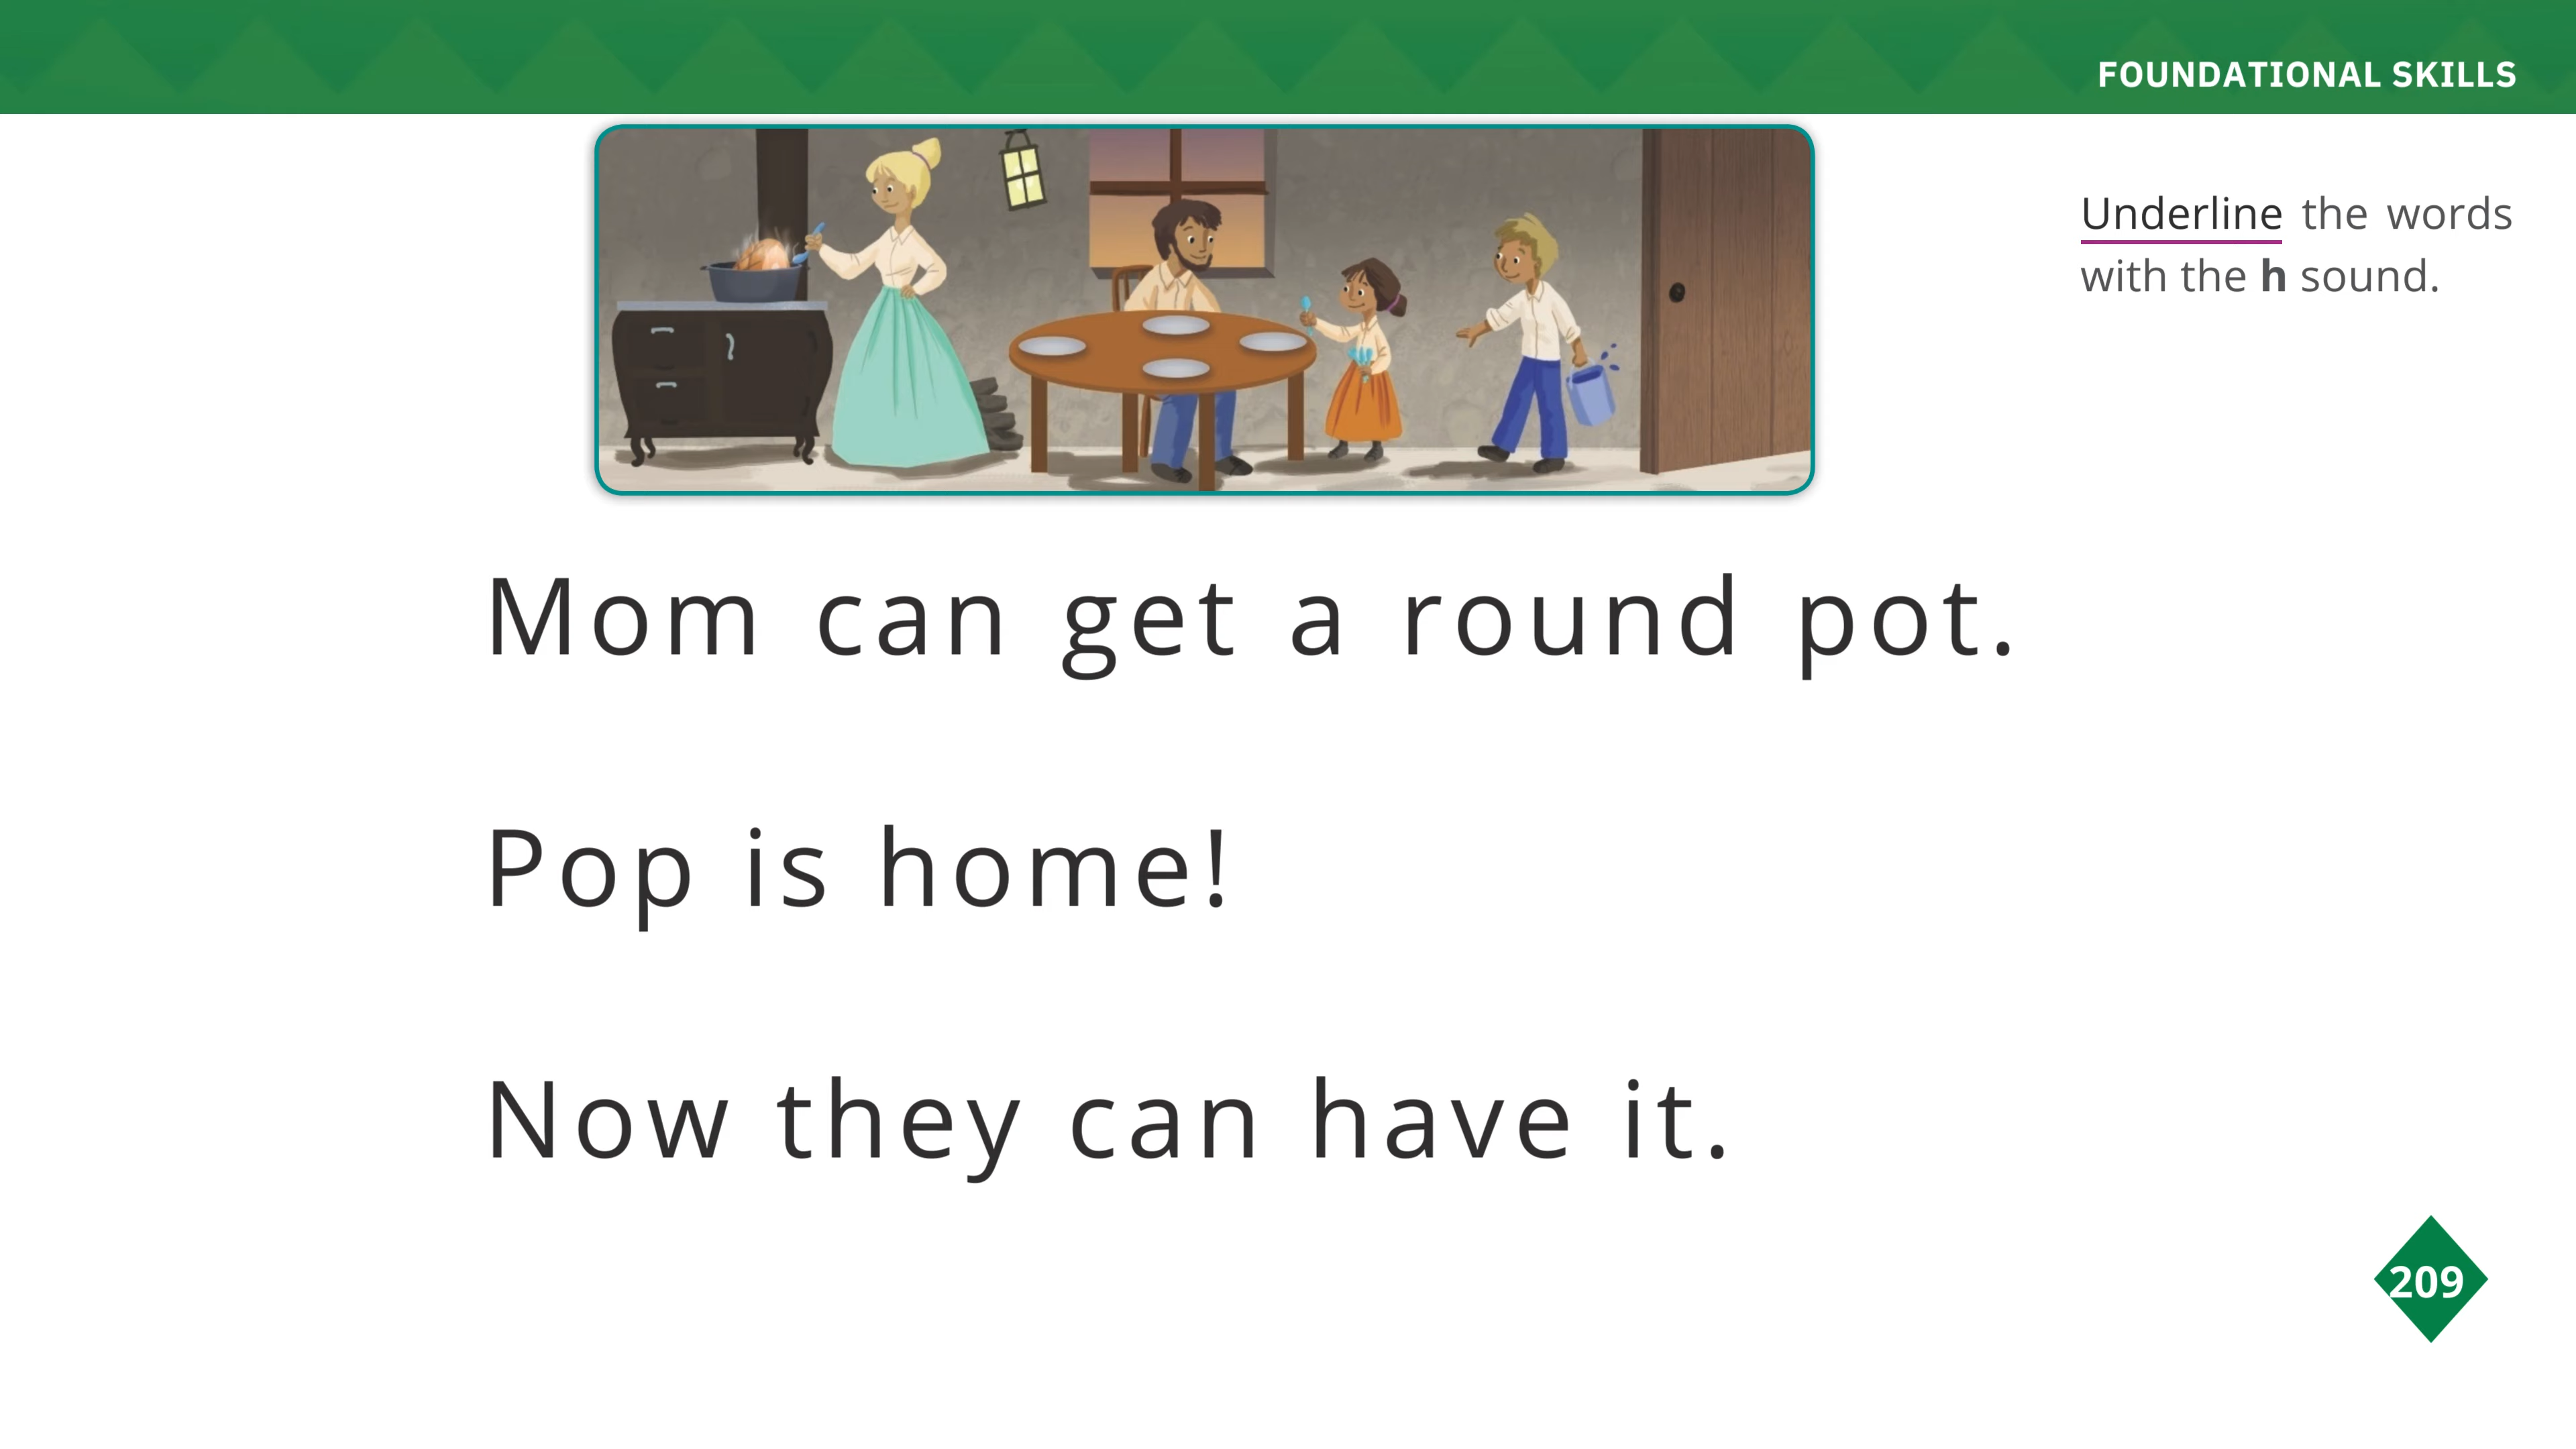 FOUNDATIONAL SKILLS
Underline the words
with the h sound.
Mom can get a round pot.
Pop is home!
Now they can have it.
209